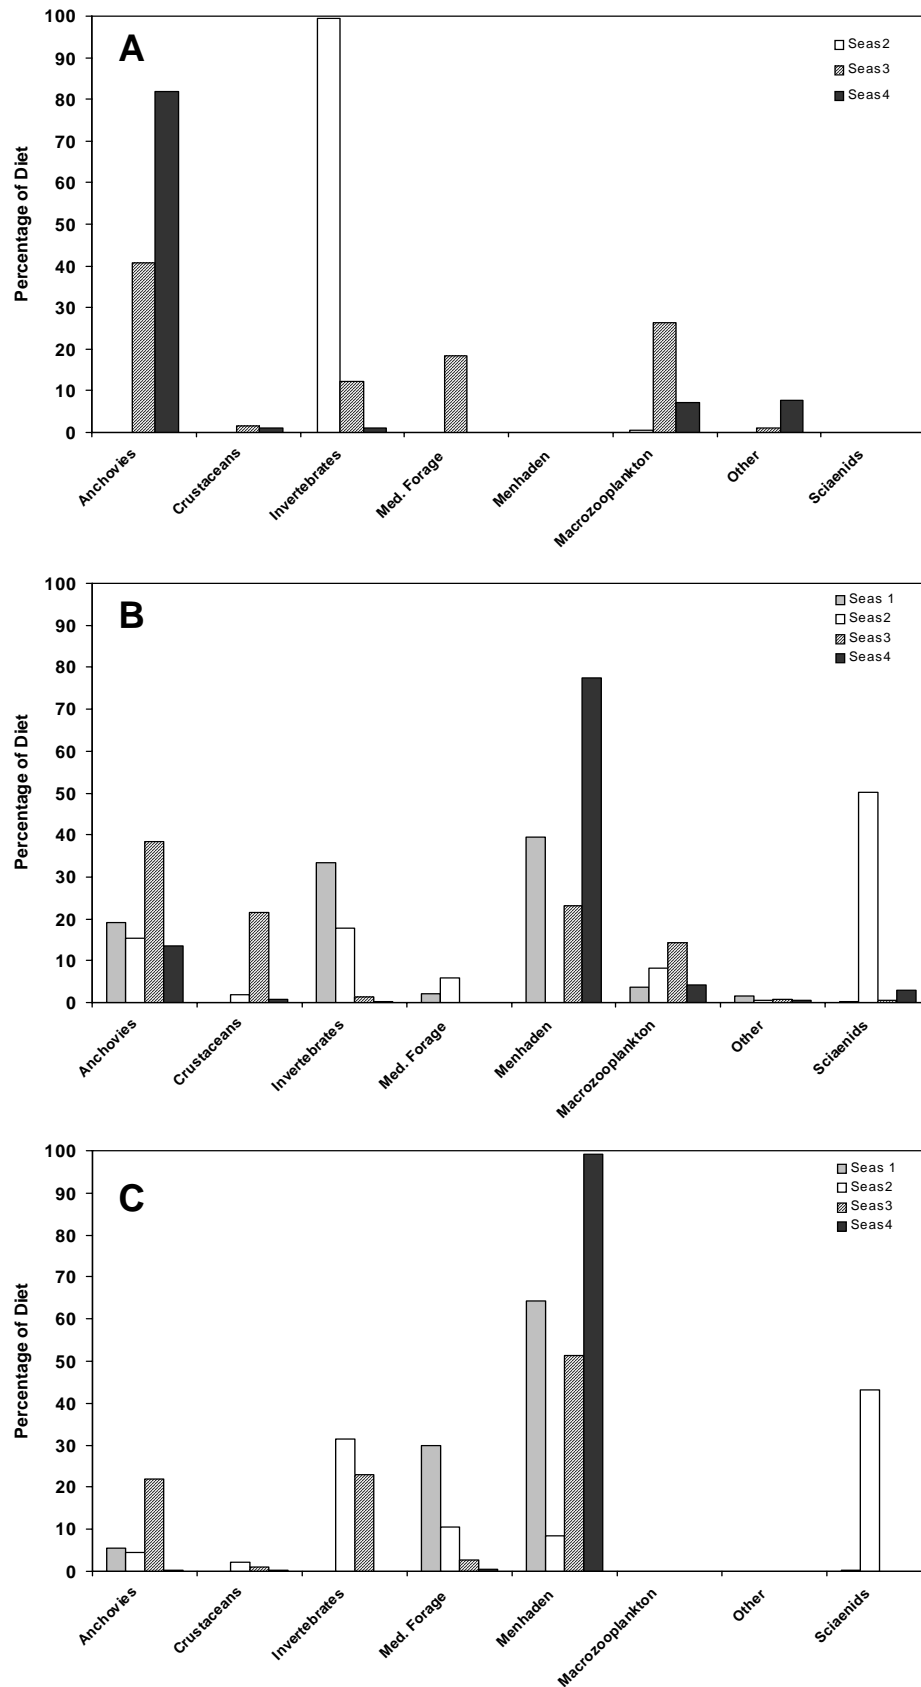 100
90
80
70
60
50
40
30
20
10
0
Percentage of Diet
A
Seas2
Seas3
Seas4
Anchovies
Crustaceans
Invertebrates
Med. Forage
Menhaden
Macrozooplankton
Other
Sciaenids
100
90
80
70
60
50
40
30
20
10
0
Percentage of Diet
B
Seas 1
Seas2
Seas3
Seas4
Anchovies
Crustaceans
Invertebrates
Med. Forage
Menhaden
Macrozooplankton
Other
Sciaenids
100
90
80
70
60
50
40
30
20
10
0
Percentage of Diet
C
Seas 1
Seas2
Seas3
Seas4
Anchovies
Crustaceans
Invertebrates
Med. Forage
Menhaden
Macrozooplankton
Other
Sciaenids